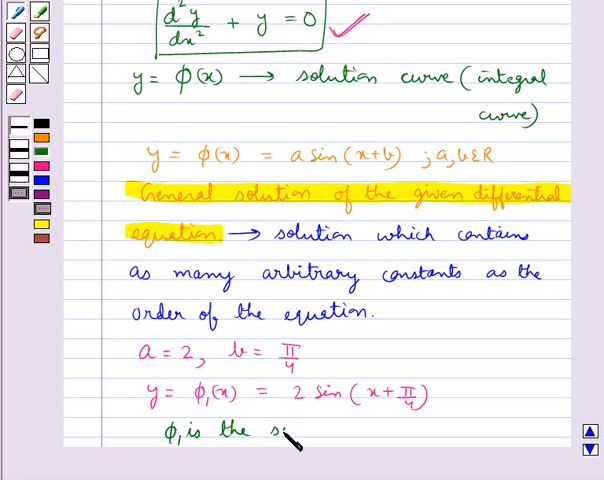 d²y/dx² + y = 0
y = ϕ(x) → solution curve (integral
curve)
y = ϕ(x) = a sin(x+b) ; a, b ε R
General solution of the given differential
equation → solution which contains
as many arbitrary constants as the
order of the equation.
a = 2, b = π/4
y = ϕ₁(x) = 2 sin(x + π/4)
ϕ₁ is the s